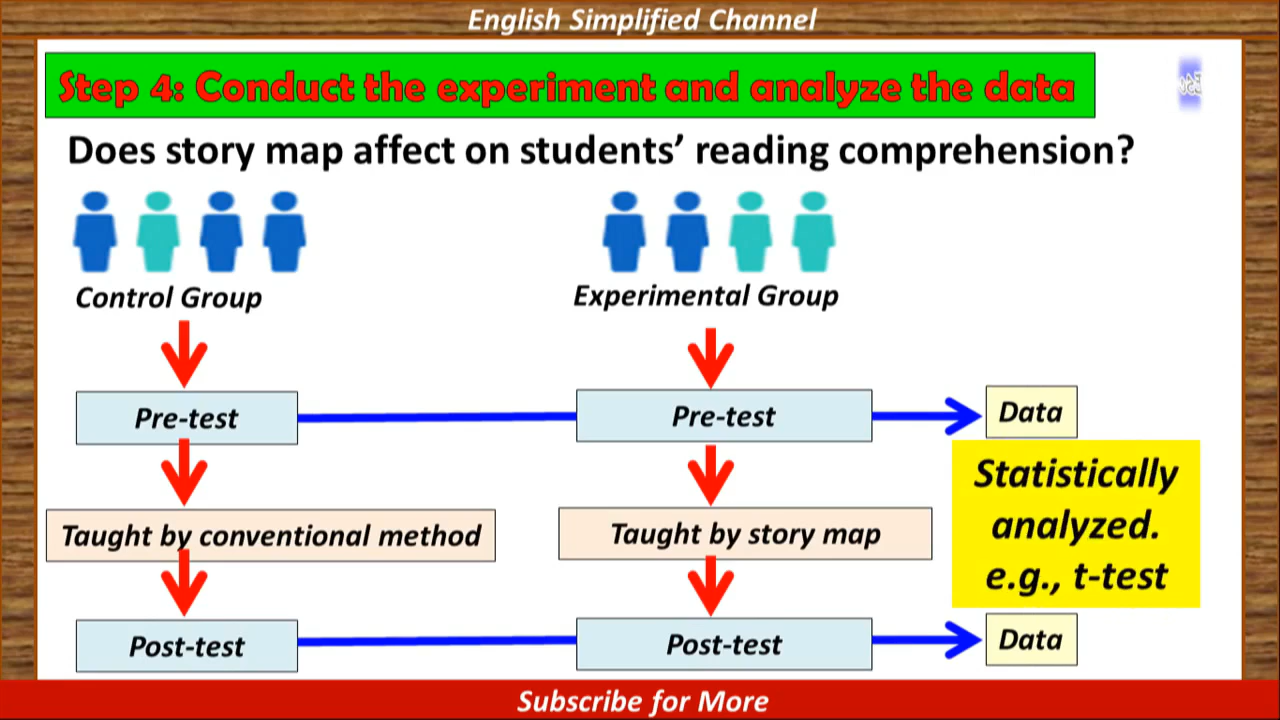 English Simplified Channel
Step 4: Conduct the experiment and analyze the data
Does story map affect on students’ reading comprehension?
Control Group
Experimental Group
Pre-test
Pre-test
Data
Statistically
analyzed.
e.g., t-test
Taught by conventional method
Taught by story map
Post-test
Post-test
Data
Subscribe for More